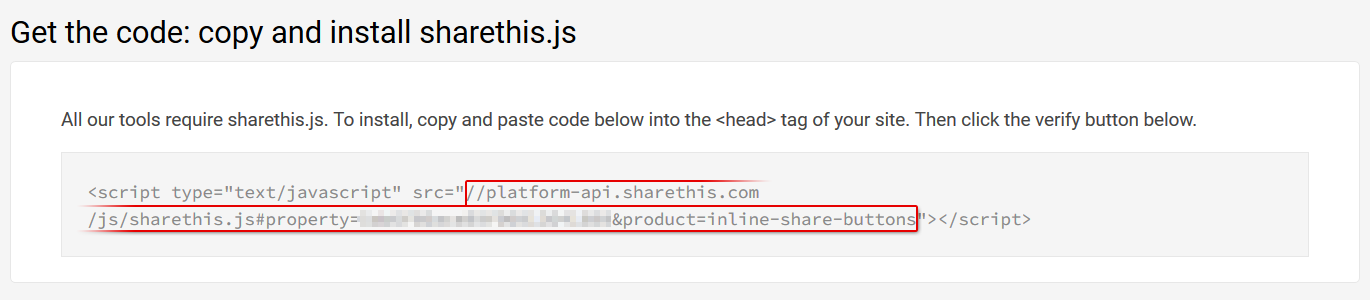 Get the code: copy and install sharethis.js
All our tools require sharethis.js. To install, copy and paste code below into the <head> tag of your site. Then click the verify button below.
<script type="text/javascript" src="//platform-api.sharethis.com
/js/sharethis.js#property=&product=inline-share-buttons"></script>